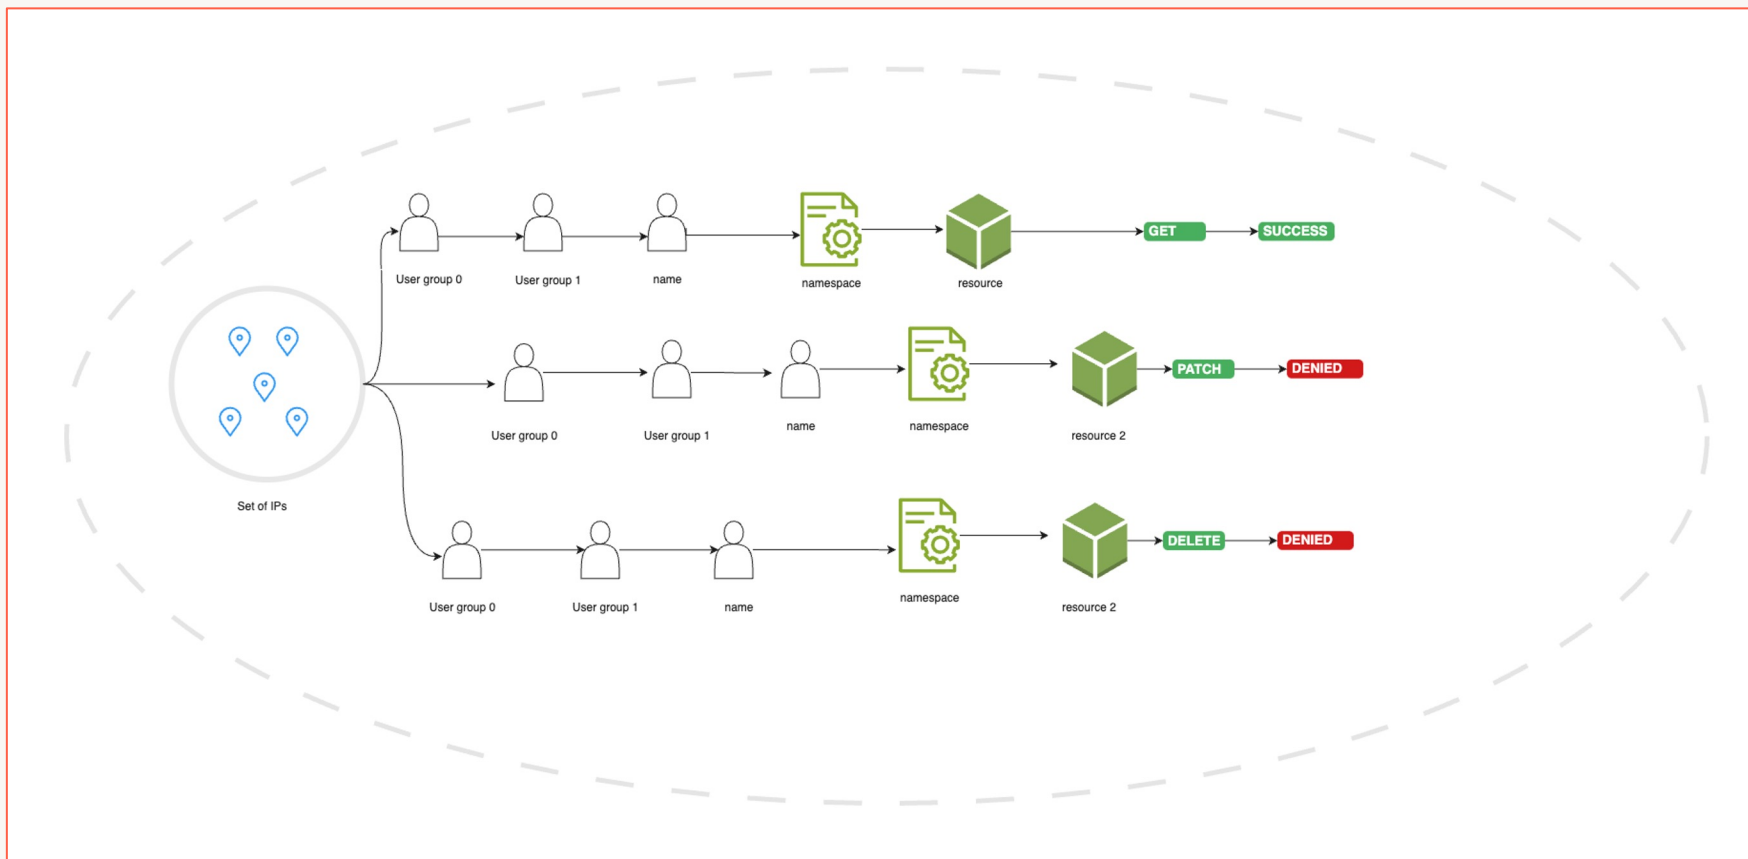 GET
SUCCESS
User group 0
User group 1
name
namespace
resource
PATCH
DENIED
User group 0
User group 1
name
namespace
resource 2
Set of IPs
DELETE
DENIED
User group 0
User group 1
name
namespace
resource 2